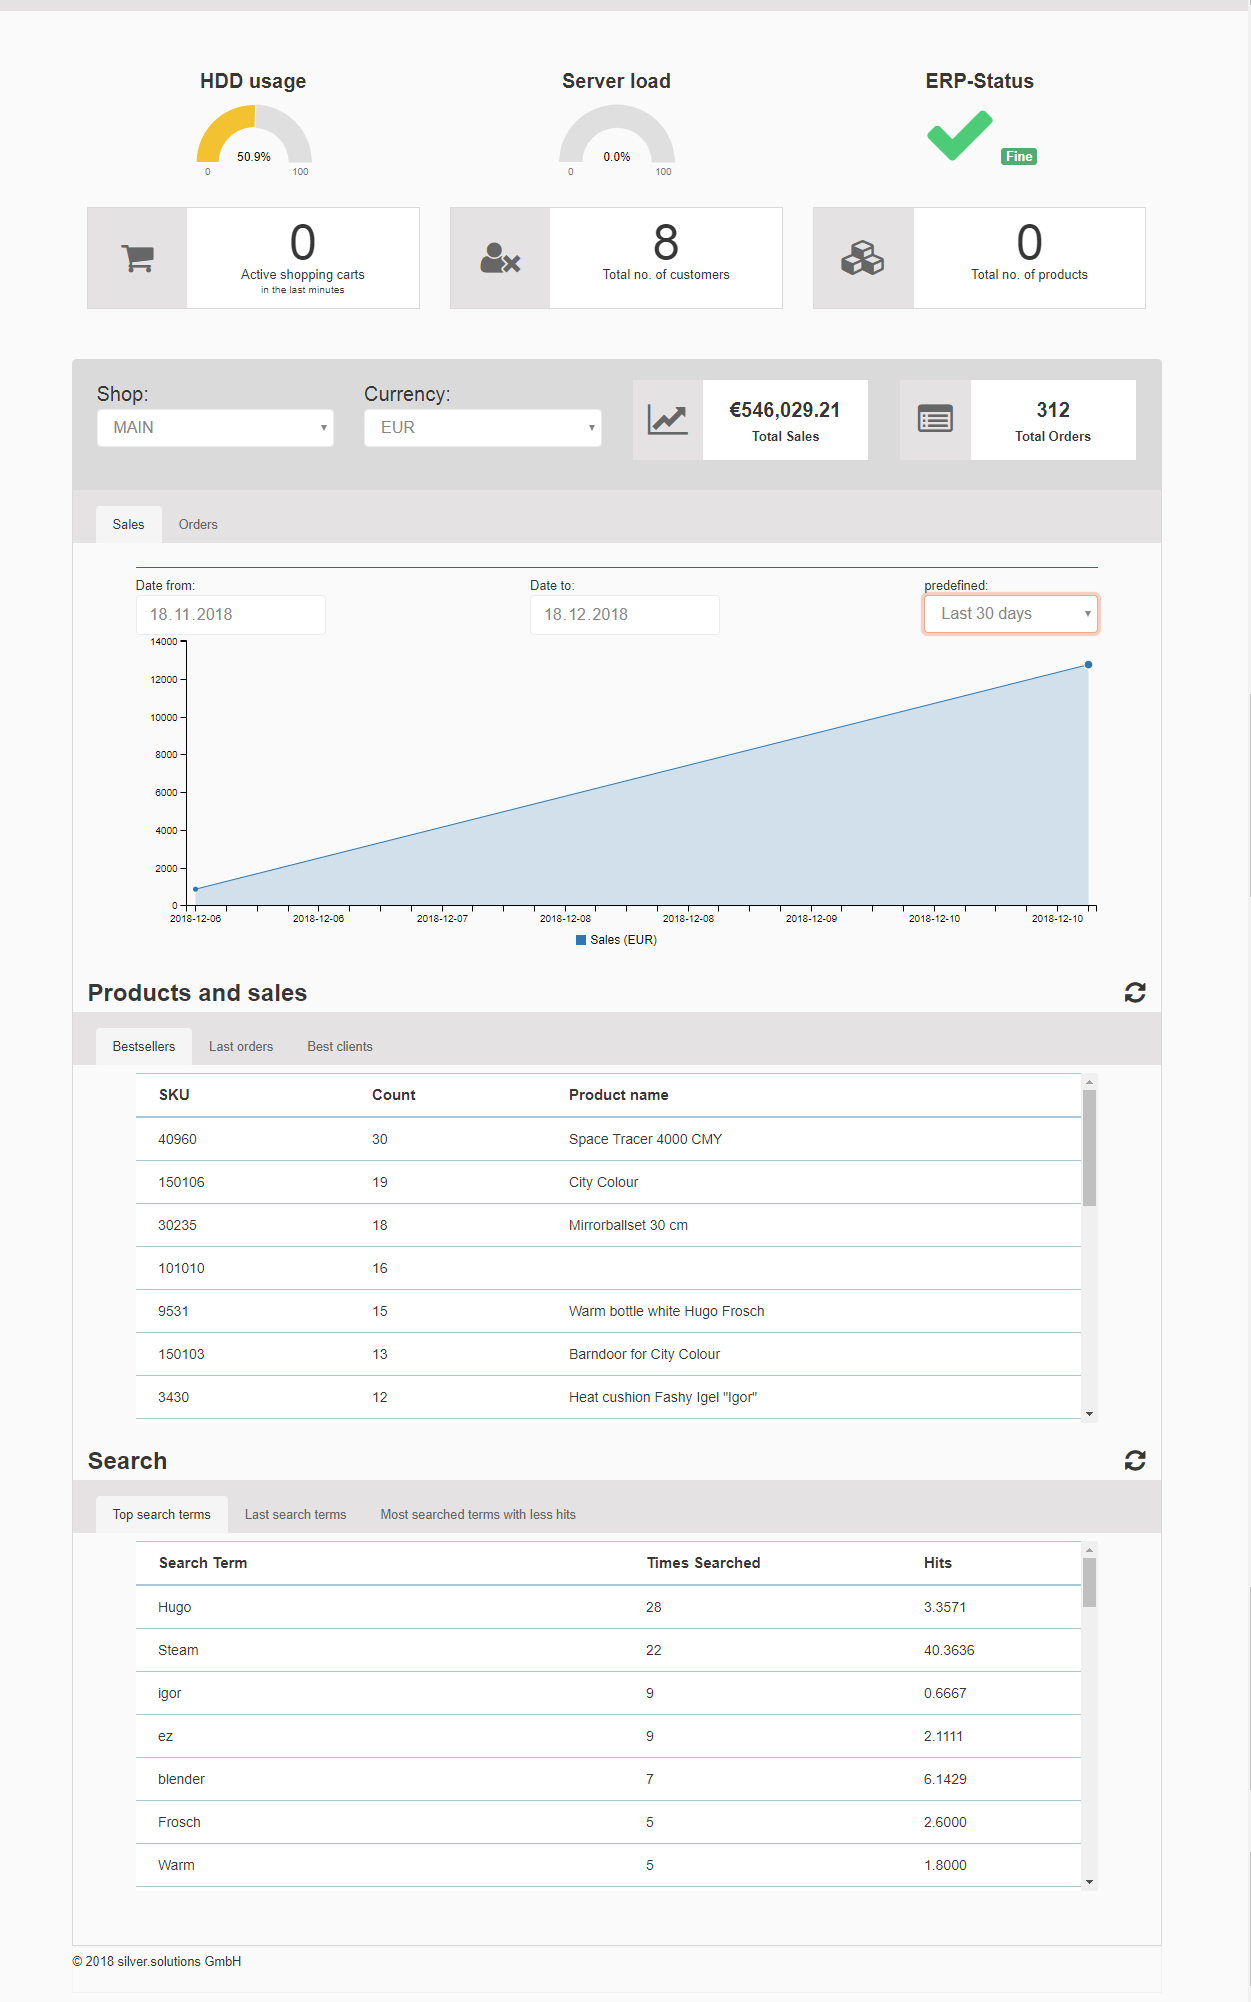 HDD usage
Server load
ERP-Status
50.9%
0 100
0.0%
0 100
Fine
0
Active shopping carts
in the last minutes
8
Total no. of customers
0
Total no. of products
Shop:
MAIN
Currency:
EUR
€546,029.21
Total Sales
312
Total Orders
Sales Orders
Date from:
18.11.2018
Date to:
18.12.2018
predefined:
Last 30 days
14000
12000
10000
8000
6000
4000
2000
0
2018-12-06 2018-12-06 2018-12-07 2018-12-08 2018-12-08 2018-12-09 2018-12-10 2018-12-10
Sales (EUR)
Products and sales
Bestsellers Last orders Best clients
SKU Count Product name
40960 30 Space Tracer 4000 CMY
150106 19 City Colour
30235 18 Mirrorballset 30 cm
101010 16
9531 15 Warm bottle white Hugo Frosch
150103 13 Barndoor for City Colour
3430 12 Heat cushion Fashy Igel "Igor"
Search
Top search terms Last search terms Most searched terms with less hits
Search Term Times Searched Hits
Hugo 28 3.3571
Steam 22 40.3636
igor 9 0.6667
ez 9 2.1111
blender 7 6.1429
Frosch 5 2.6000
Warm 5 1.8000
© 2018 silver.solutions GmbH